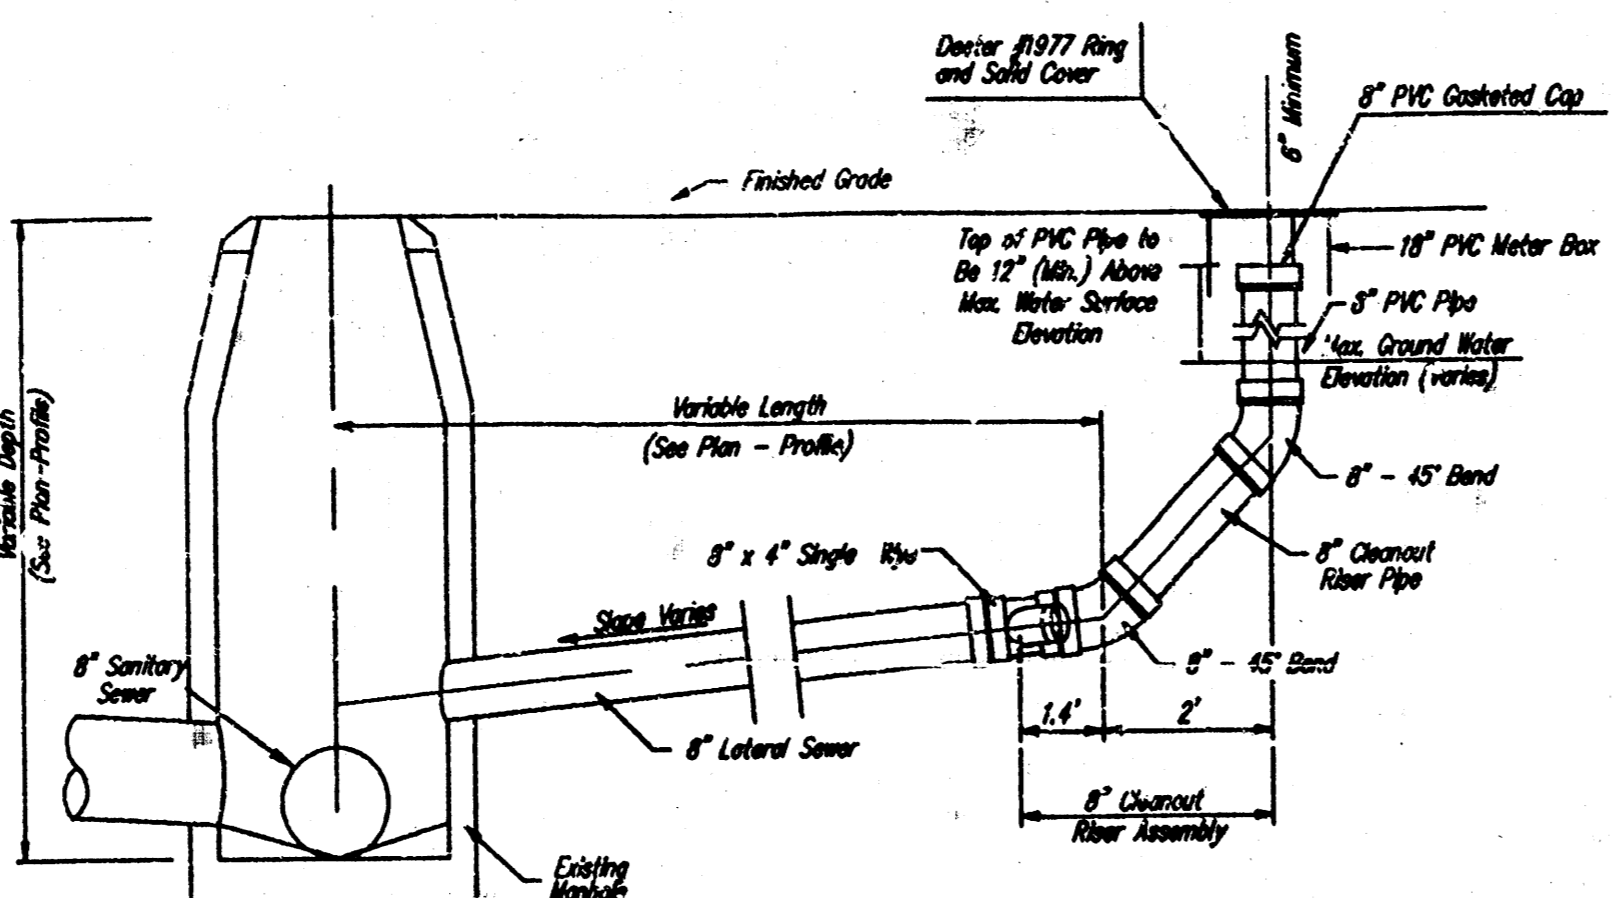 Deeter #1977 Ring
and Solid Cover
6" Minimum
8" PVC Gasketed Cap
Finished Grade
Top of PVC Pipe to
Be 12" (Min.) Above
Max. Water Surface
Elevation
18" PVC Meter Box
8" PVC Pipe
Max. Ground Water
Elevation (varies)
Variable Depth
(See Plan-Profile)
Variable Length
(See Plan - Profile)
8" - 45° Bend
8" x 4" Single Wye
8" Cleanout
Riser Pipe
Slope Varies
8" Sanitary
Sewer
8" - 45° Bend
1.4'
2'
8" Lateral Sewer
8" Cleanout
Riser Assembly
Existing
Manhole